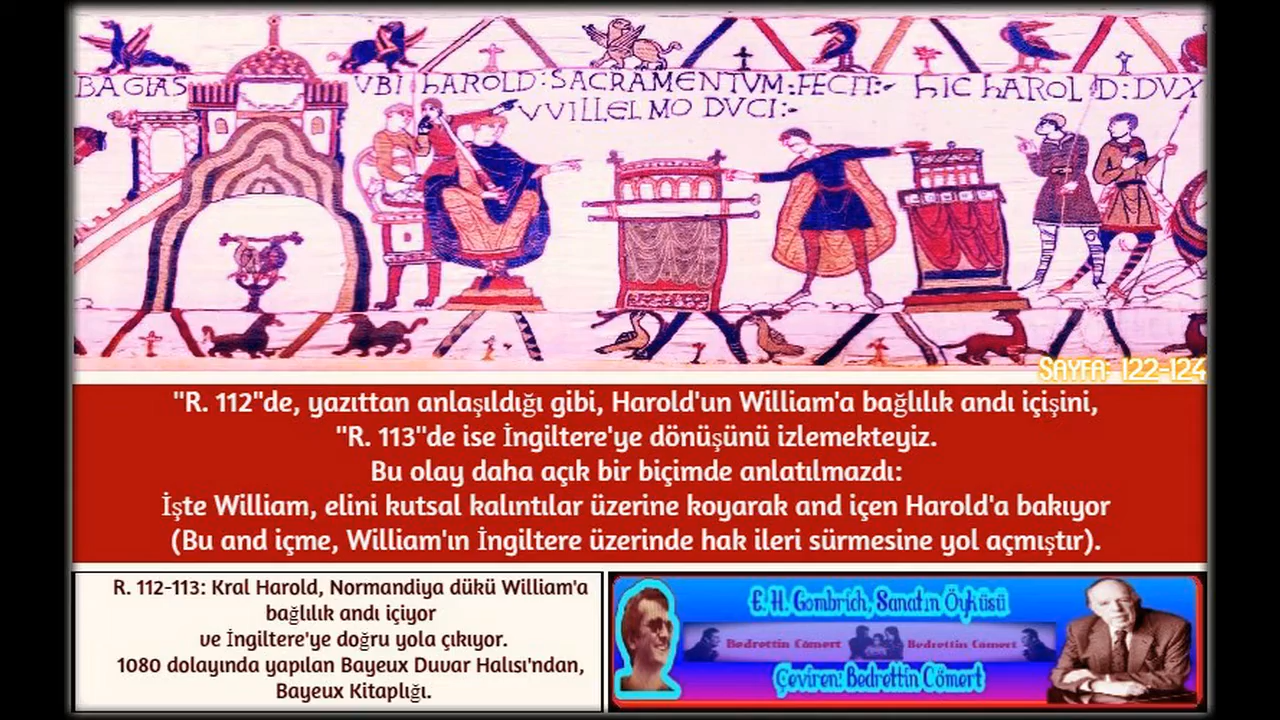 BAGIAS VBI hAROLD:SACRAMENTVM:FECIT:- hIC hAROLD:DVX
VVILLELMO DVCI:-
SAYFA: 122-124
"R. 112"de, yazıttan anlaşıldığı gibi, Harold'un William'a bağlılık andı içişini,
"R. 113"de ise İngiltere'ye dönüşünü izlemekteyiz.
Bu olay daha açık bir biçimde anlatılmazdı:
İşte William, elini kutsal kalıntılar üzerine koyarak and içen Harold'a bakıyor
(Bu and içme, William'ın İngiltere üzerinde hak ileri sürmesine yol açmıştır).
R. 112-113: Kral Harold, Normandiya dükü William'a
bağlılık andı içiyor
ve İngiltere'ye doğru yola çıkıyor.
1080 dolayında yapılan Bayeux Duvar Halısı'ndan,
Bayeux Kitaplığı.
E. H. Gombrich, Sanatın Öyküsü
Bedrettin Cömert Bedrettin Cömert
Çeviren: Bedrettin Cömert